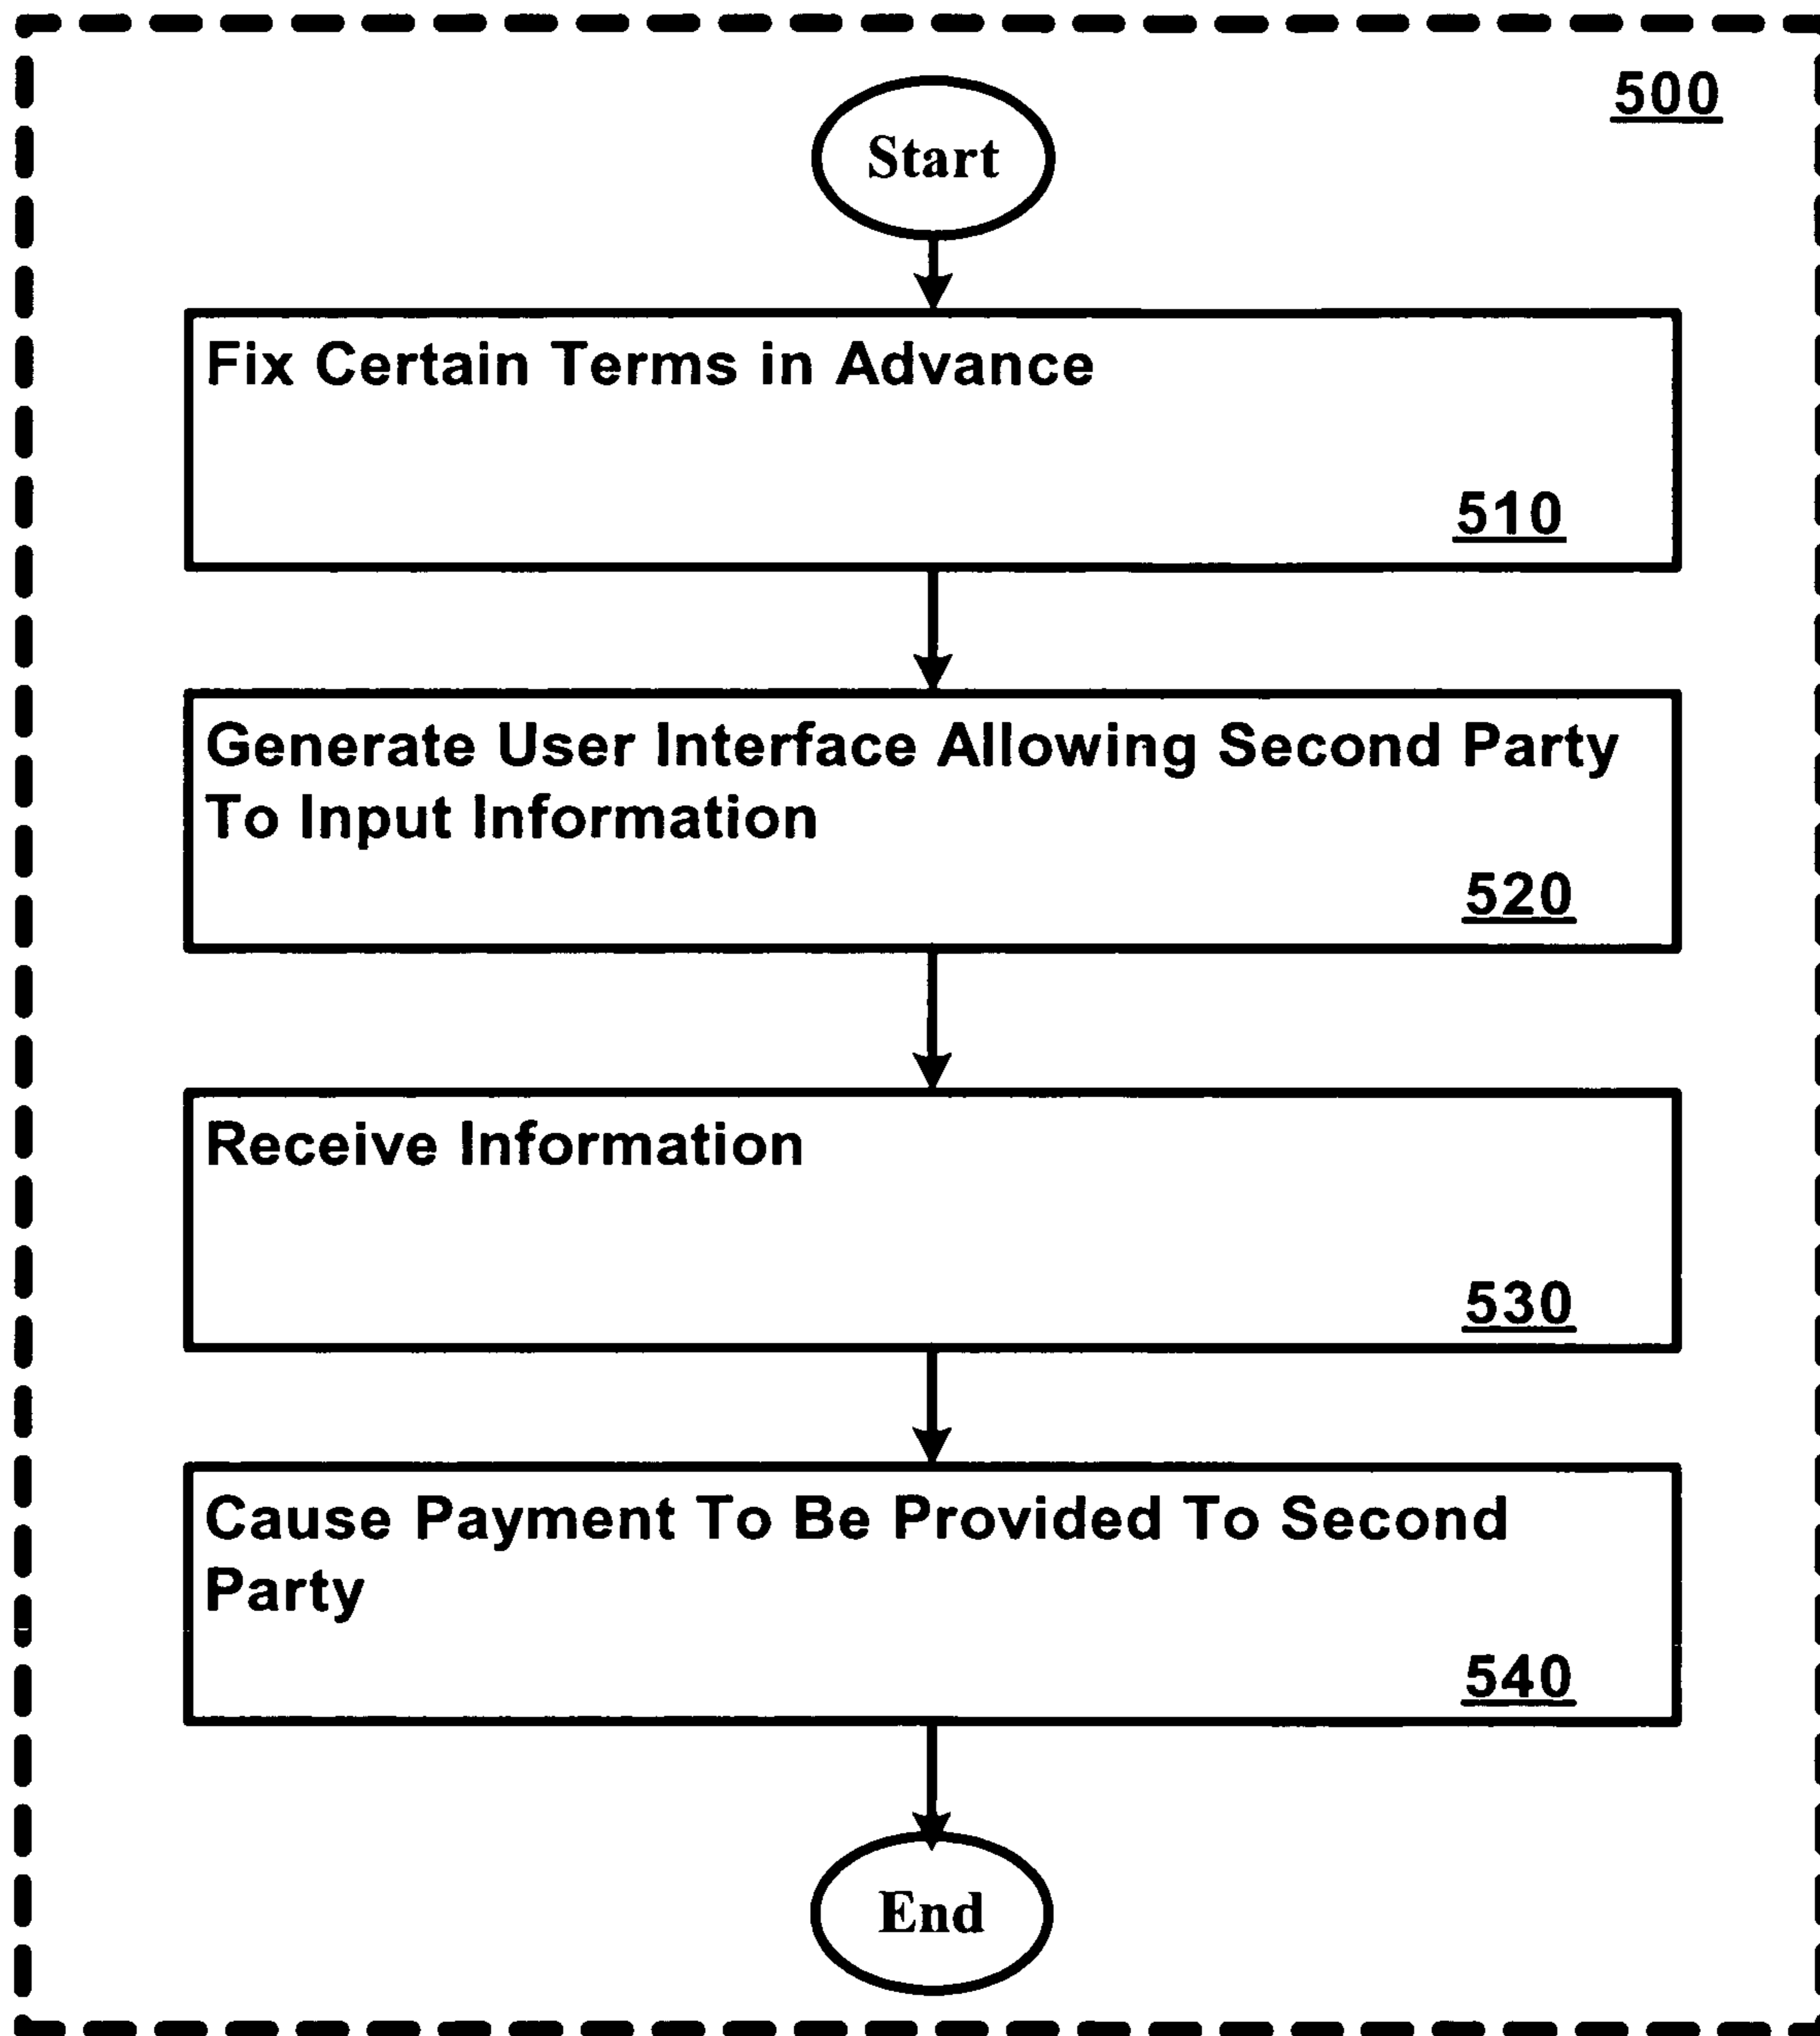 500
Start
Fix Certain Terms in Advance
510
Generate User Interface Allowing Second Party
To Input Information
520
Receive Information
530
Cause Payment To Be Provided To Second
Party
540
End